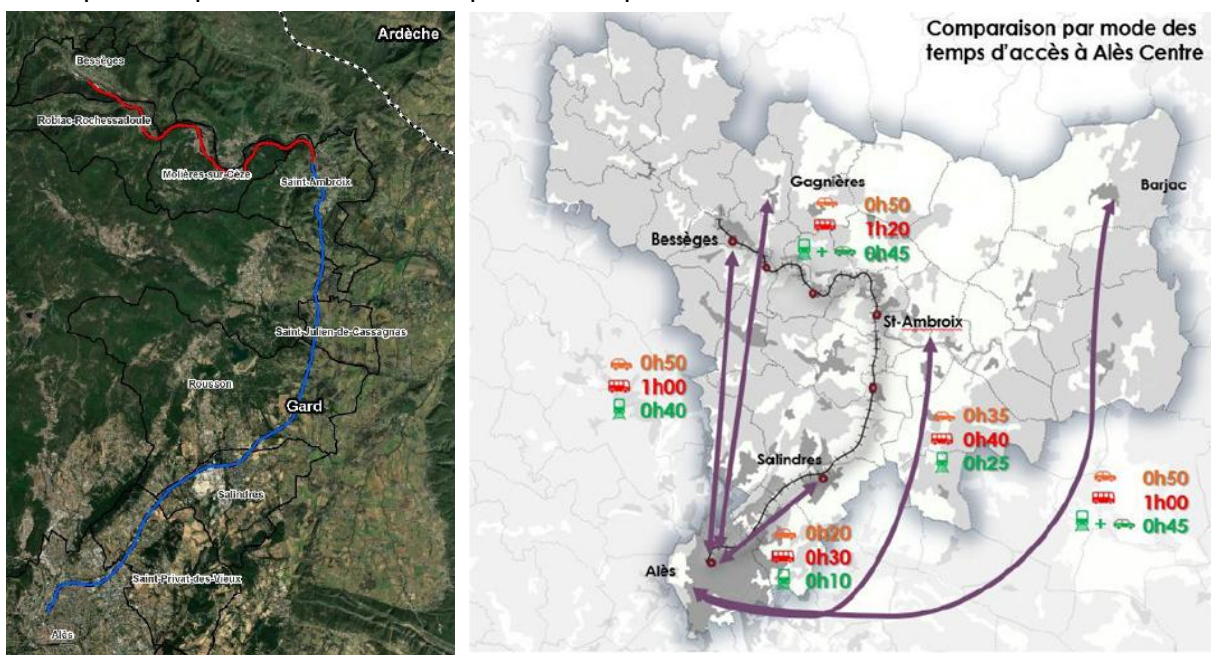 Ardèche
Bessèges
Robiac-Rochessadoule
Molières-sur-Cèze
Saint-Ambroix
Saint-Julien-de-Cassagnas
Rousson
Gard
Salindres
Saint-Privat-des-Vieux
Alès
Comparaison par mode des
temps d'accès à Alès Centre
Gagnières
0h50
1h20
+ 0h45
Barjac
Bessèges
St-Ambroix
0h50
1h00
0h40
0h35
0h40
0h25
Salindres
0h50
1h00
+ 0h45
0h20
0h30
0h10
Alès